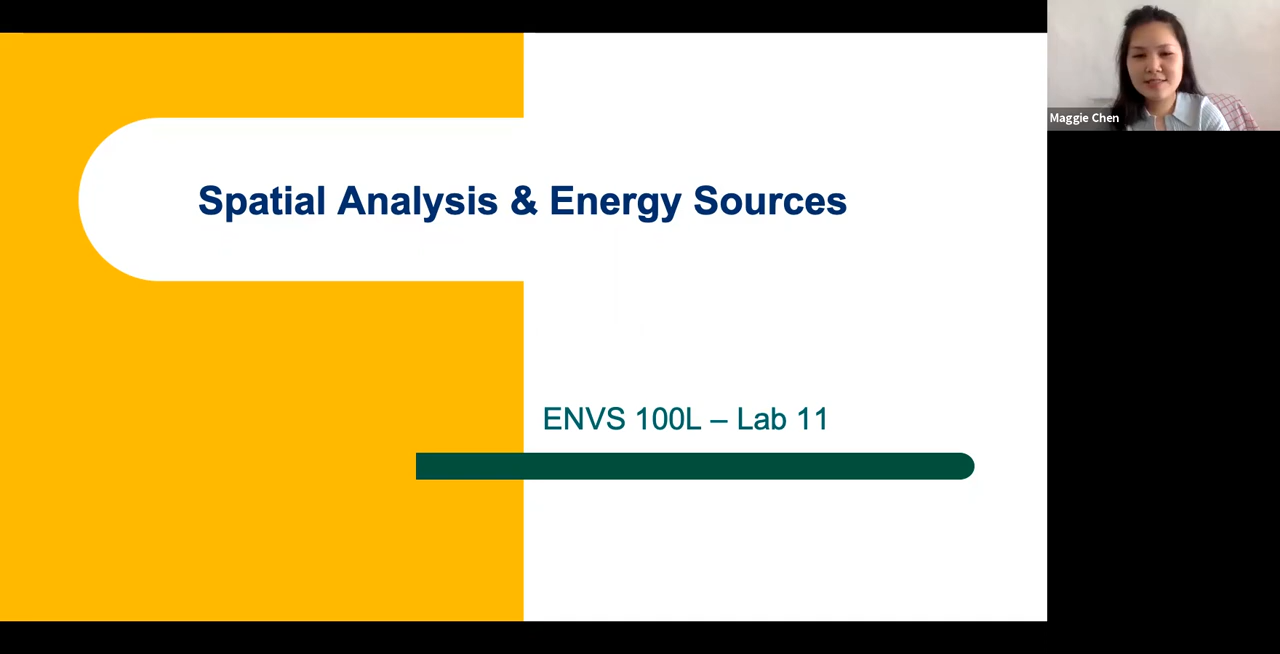 Spatial Analysis & Energy Sources
ENVS 100L – Lab 11
Maggie Chen